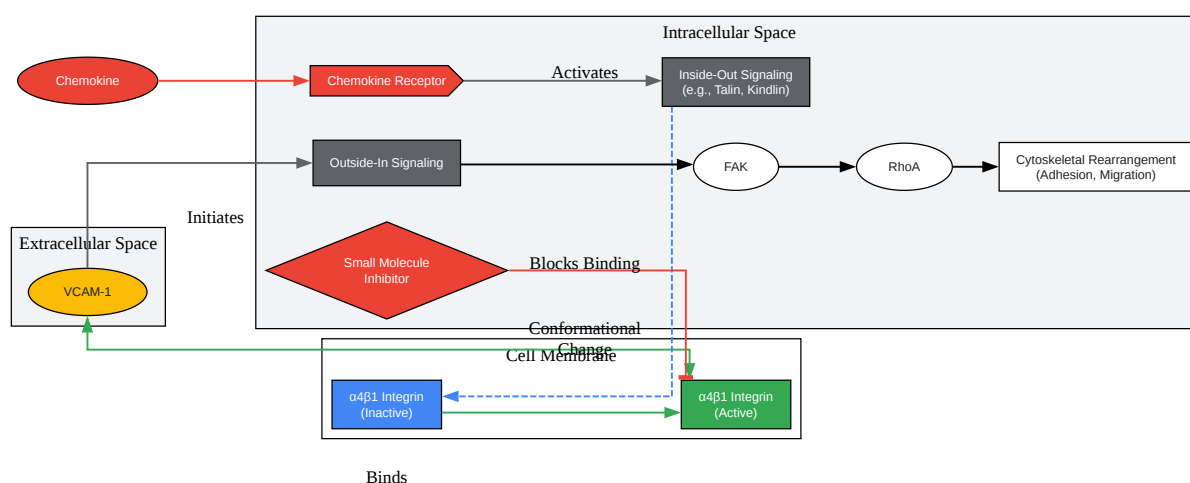 Intracellular Space
Chemokine
Chemokine Receptor
Activates
Inside-Out Signaling
(e.g., Talin, Kindlin)
Outside-In Signaling
FAK
RhoA
Cytoskeletal Rearrangement
(Adhesion, Migration)
Initiates
Extracellular Space
VCAM-1
Small Molecule
Inhibitor
Blocks Binding
Conformational
Change
Cell Membrane
α4β1 Integrin
(Inactive)
α4β1 Integrin
(Active)
Binds